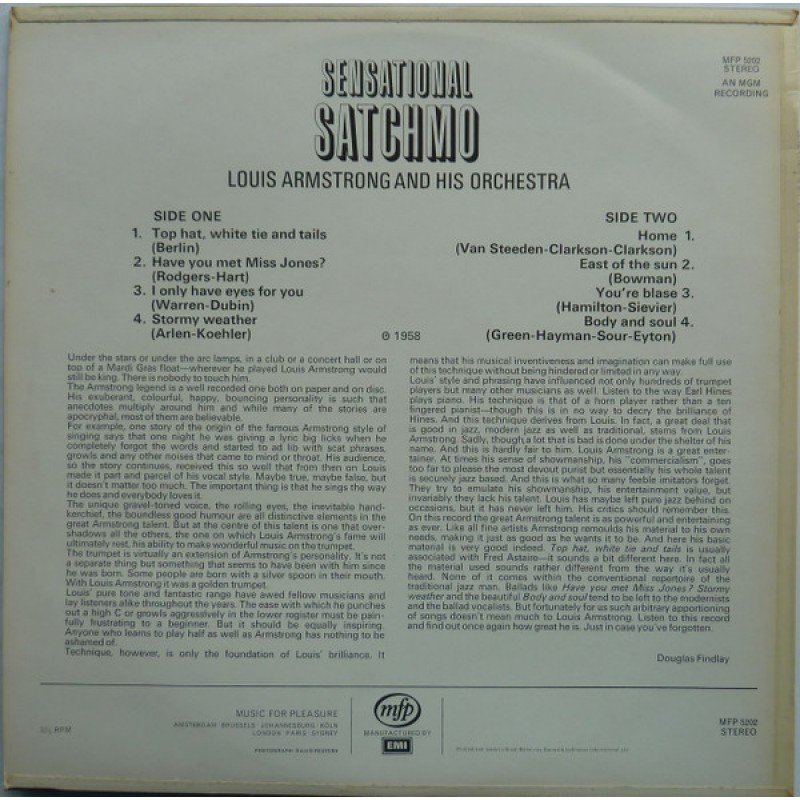 SENSATIONAL
SATCHMO
MFP 5202
STEREO
AN MGM
RECORDING
LOUIS ARMSTRONG AND HIS ORCHESTRA
SIDE ONE
1. Top hat, white tie and tails
(Berlin)
2. Have you met Miss Jones?
(Rodgers-Hart)
3. I only have eyes for you
(Warren-Dubin)
4. Stormy weather
(Arlen-Koehler)
℗ 1958
SIDE TWO
Home 1.
(Van Steeden-Clarkson-Clarkson)
East of the sun 2.
(Bowman)
You're blase 3.
(Hamilton-Sievier)
Body and soul 4.
(Green-Hayman-Sour-Eyton)
Under the stars or under the arc lamps, in a club or a concert hall or on
top of a Mardi Gras float—wherever he played Louis Armstrong would
still be king. There is nobody to touch him.
The Armstrong legend is a well recorded one both on paper and on disc.
His exuberant, colourful, happy, bouncing personality is such that
anecdotes multiply around him and while many of the stories are
apocryphal, most of them are believable.
For example, one story of the origin of the famous Armstrong style of
singing says that one night he was giving a lyric big licks when he
completely forgot the words and started to ad lib with scat phrases,
growls and any other noises that came to mind or throat. His audience,
so the story continues, received this so well that from then on Louis
made it part and parcel of his vocal style. Maybe true, maybe false, but
it doesn't matter too much. The important thing is that he sings the way
he does and everybody loves it.
The unique gravel-toned voice, the rolling eyes, the inevitable hand-
kerchief, the boundless good humour are all distinctive elements in the
great Armstrong talent. But at the centre of this talent is one that over-
shadows all the others, the one on which Louis Armstrong's fame will
ultimately rest, his ability to make wonderful music on the trumpet.
The trumpet is virtually an extension of Armstrong's personality. It's not
a separate thing but something that seems to have been with him since
he was born. Some people are born with a silver spoon in their mouth.
With Louis Armstrong it was a golden trumpet.
Louis' pure tone and fantastic range have awed fellow musicians and
lay listeners alike throughout the years. The ease with which he punches
out a high C or growls aggressively in the lower register must be pain-
fully frustrating to a beginner. But it should be equally inspiring.
Anyone who learns to play half as well as Armstrong has nothing to be
ashamed of.
Technique, however, is only the foundation of Louis' brilliance. It
means that his musical inventiveness and imagination can make full use
of this technique without being hindered or limited in any way.
Louis' style and phrasing have influenced not only hundreds of trumpet
players but many other musicians as well. Listen to the way Earl Hines
plays piano. His technique is that of a horn player rather than a ten
fingered pianist—though this is in no way to decry the brilliance of
Hines. And this technique derives from Louis. In fact, a great deal that
is good in jazz, modern jazz as well as traditional, stems from Louis
Armstrong. Sadly, though, a lot that is bad is done under the shelter of his
name. And this is hardly fair to him. Louis Armstrong is a great enter-
tainer. At times his sense of showmanship, his "commercialism", goes
too far to please the most devout purist but essentially his whole talent
is securely jazz based. And this is what so many feeble imitators forget.
They try to emulate his showmanship, his entertainment value, but
invariably they lack his talent. Louis has maybe left pure jazz behind on
occasions, but it has never left him. His critics should remember this.
On this record the great Armstrong talent is as powerful and entertaining
as ever. Like all fine artists Armstrong remoulds his material to his own
needs, making it just as good as he wants it to be. And here his basic
material is very good indeed. Top hat, white tie and tails is usually
associated with Fred Astaire—it sounds a bit different here. In fact all
the material used sounds rather different from the way it's usually
heard. None of it comes within the conventional repertoire of the
traditional jazz man. Ballads like Have you met Miss Jones? Stormy
weather and the beautiful Body and soul tend to be left to the modernists
and the ballad vocalists. But fortunately for us such arbitrary apportioning
of songs doesn't mean much to Louis Armstrong. Listen to this record
and find out once again how great he is. Just in case you've forgotten.
Douglas Findlay
33⅓ RPM
MUSIC FOR PLEASURE
AMSTERDAM BRUSSELS JOHANNESBURG KÖLN
LONDON PARIS SYDNEY
PHOTOGRAPH: DAVID REDFERN
mfp
MANUFACTURED BY
EMI
MFP 5202
STEREO